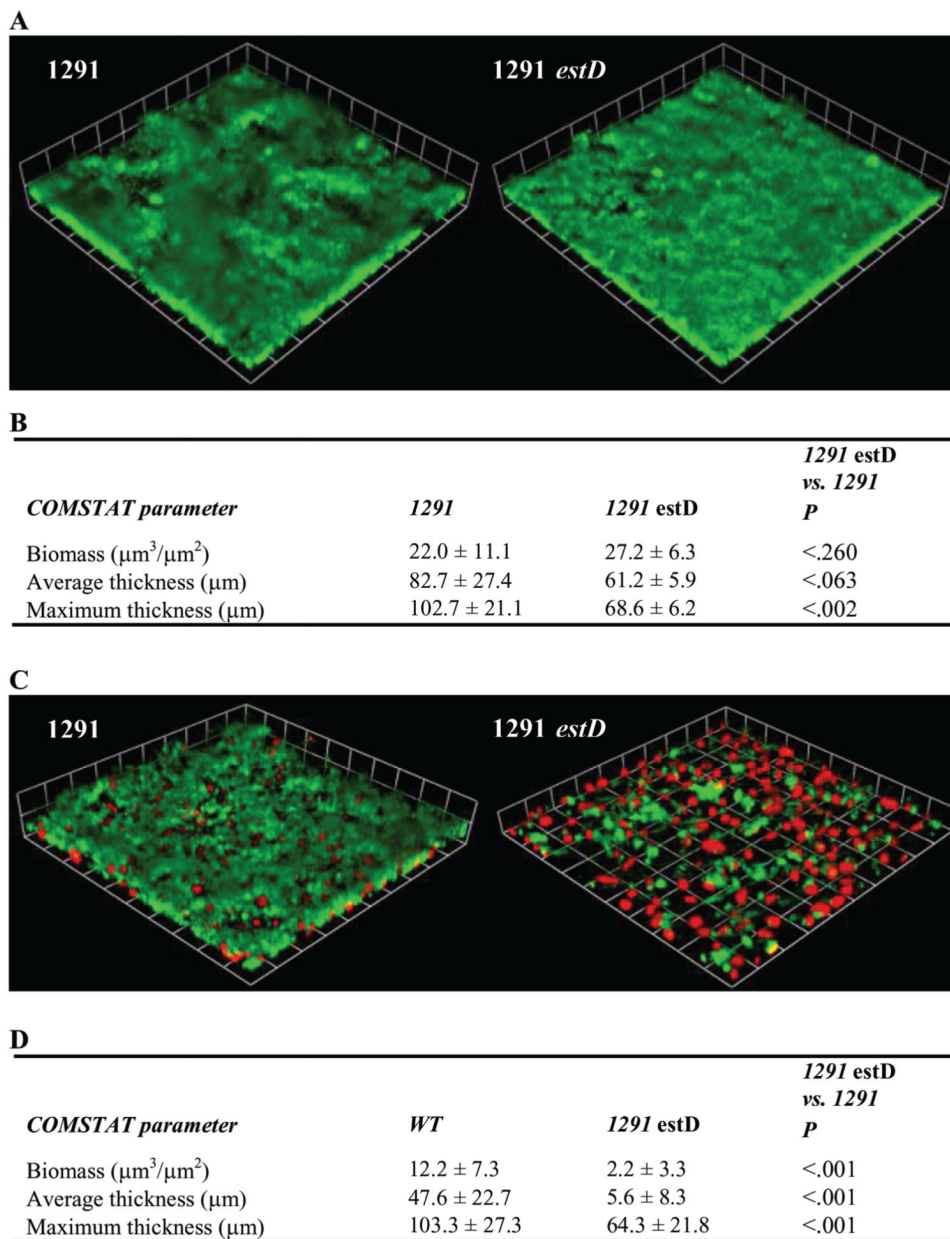 A
1291 1291 estD
B
1291 estD
vs. 1291
COMSTAT parameter 1291 1291 estD P
Biomass (µm³/µm²) 22.0 ± 11.1 27.2 ± 6.3 <.260
Average thickness (µm) 82.7 ± 27.4 61.2 ± 5.9 <.063
Maximum thickness (µm) 102.7 ± 21.1 68.6 ± 6.2 <.002
C
1291 1291 estD
D
1291 estD
vs. 1291
COMSTAT parameter WT 1291 estD P
Biomass (µm³/µm²) 12.2 ± 7.3 2.2 ± 3.3 <.001
Average thickness (µm) 47.6 ± 22.7 5.6 ± 8.3 <.001
Maximum thickness (µm) 103.3 ± 27.3 64.3 ± 21.8 <.001